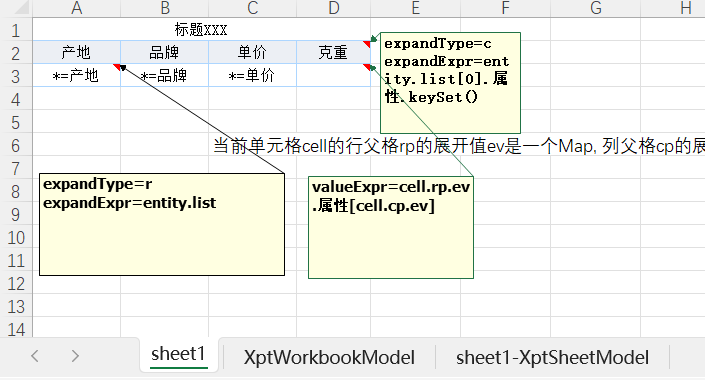 A B C D E F G H
1 标题XXX
2 产地 品牌 单价 克重
3 *=产地 *=品牌 *=单价
4
5
6 当前单元格cell的行父格rp的展开值ev是一个Map, 列父格cp的展
7
8
9
10
11
12
13
14
expandType=c
expandExpr=ent
ity.list[0].属
性.keySet()
expandType=r
expandExpr=entity.list
valueExpr=cell.rp.ev
.属性[cell.cp.ev]
sheet1 XptWorkbookModel sheet1-XptSheetModel